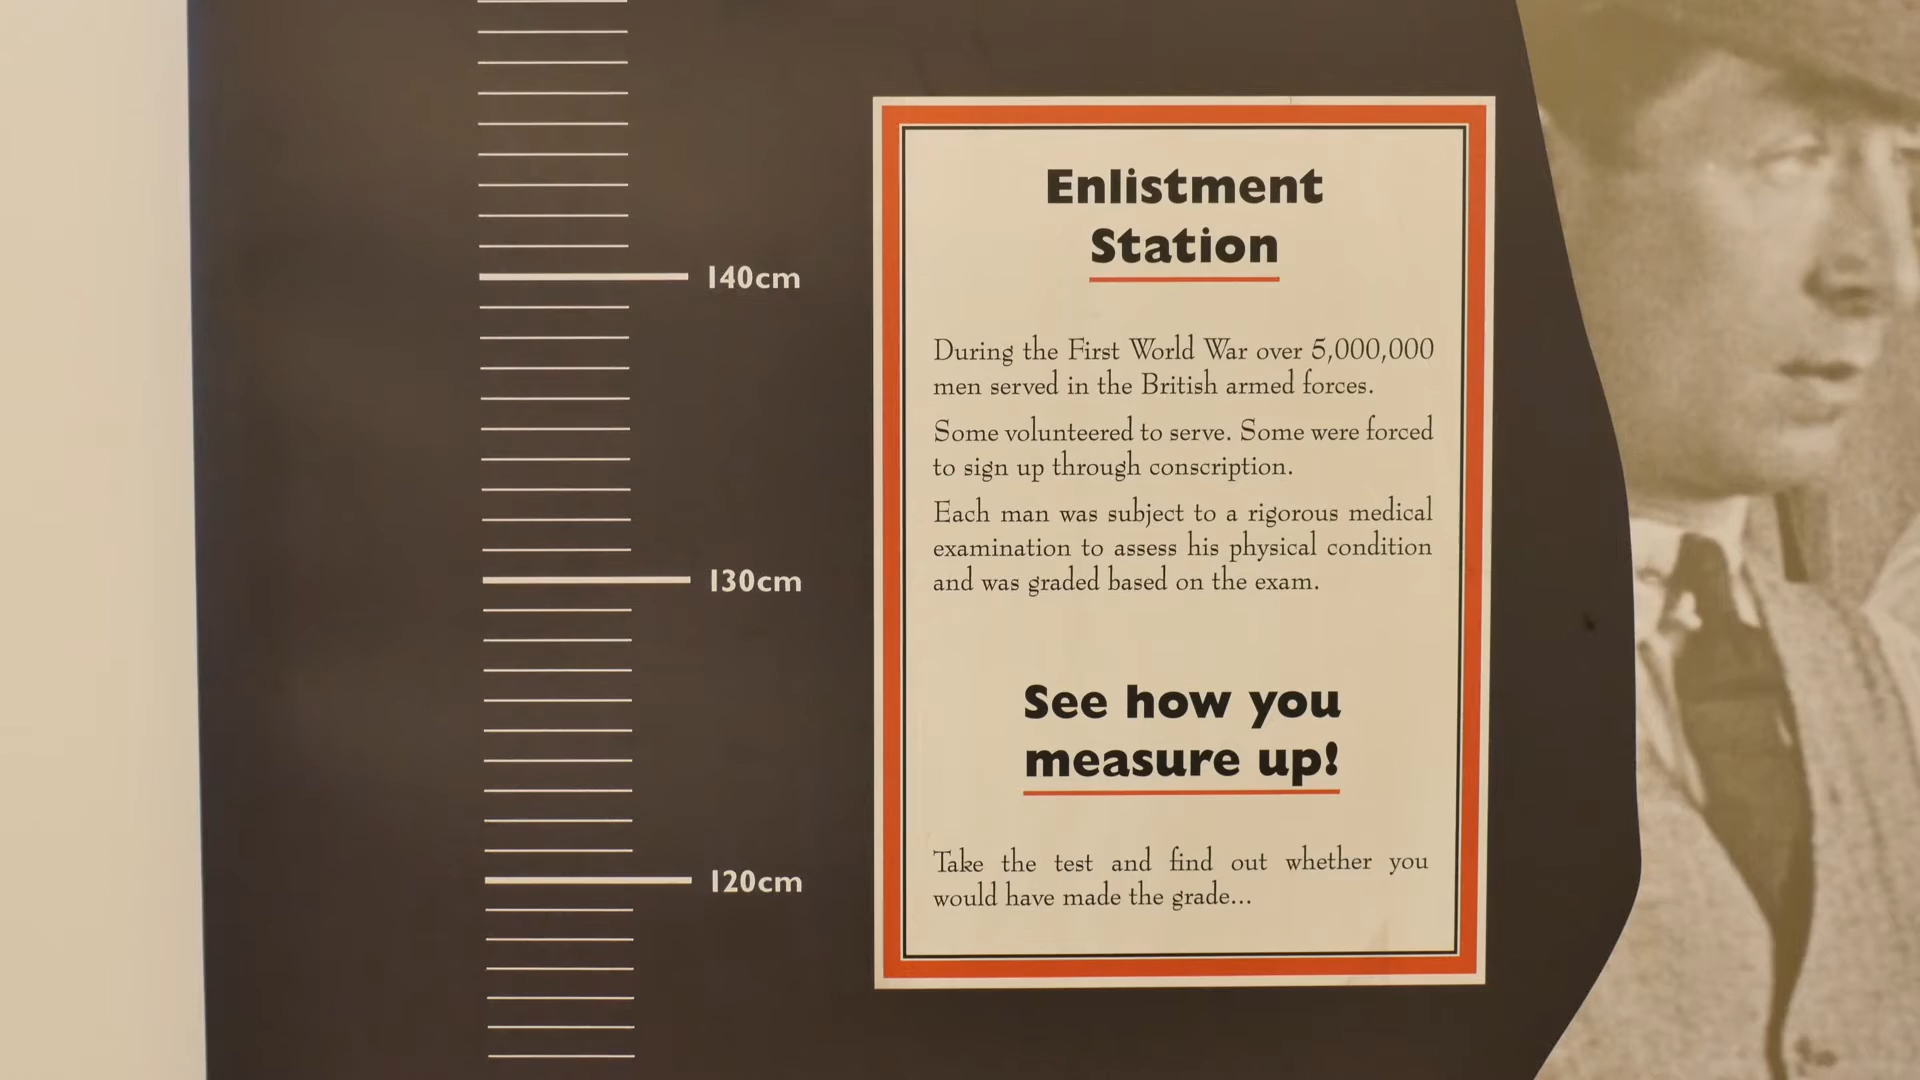 140cm
130cm
120cm
Enlistment
Station
During the First World War over 5,000,000
men served in the British armed forces.
Some volunteered to serve. Some were forced
to sign up through conscription.
Each man was subject to a rigorous medical
examination to assess his physical condition
and was graded based on the exam.
See how you
measure up!
Take the test and find out whether you
would have made the grade...